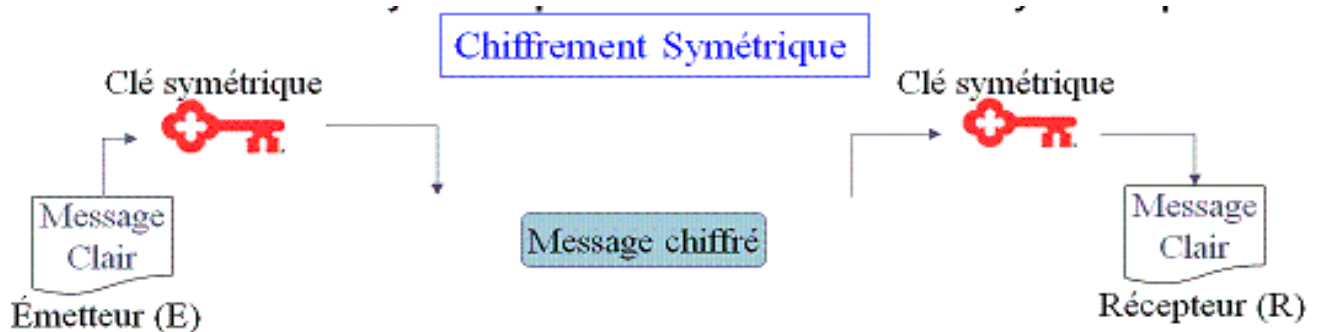 Chiffrement Symétrique
Clé symétrique
Clé symétrique
Message
Clair
Émetteur (E)
Message chiffré
Message
Clair
Récepteur (R)